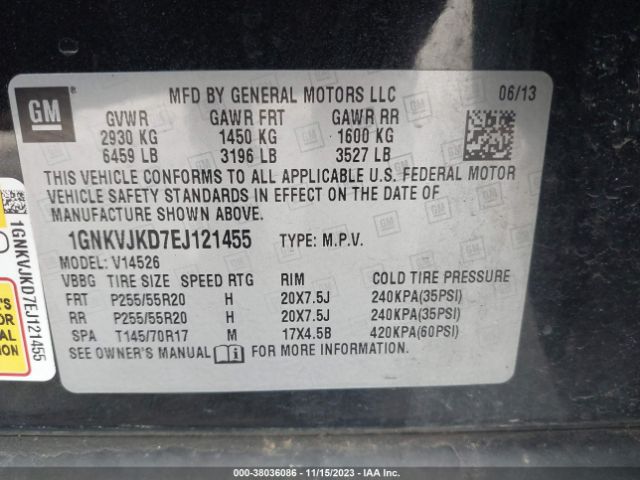 GM
®
MFD BY GENERAL MOTORS LLC 06/13
GVWR GAWR FRT GAWR RR
2930 KG 1450 KG 1600 KG
6459 LB 3196 LB 3527 LB
THIS VEHICLE CONFORMS TO ALL APPLICABLE U.S. FEDERAL MOTOR
VEHICLE SAFETY STANDARDS IN EFFECT ON THE DATE OF
MANUFACTURE SHOWN ABOVE.
1GNKVJKD7EJ121455 TYPE: M.P.V.
MODEL: V14526
VBBG TIRE SIZE SPEED RTG RIM COLD TIRE PRESSURE
FRT P255/55R20 H 20X7.5J 240KPA(35PSI)
RR P255/55R20 H 20X7.5J 240KPA(35PSI)
SPA T145/70R17 M 17X4.5B 420KPA(60PSI)
SEE OWNER'S MANUAL FOR MORE INFORMATION.
1GNKVJKD7EJ121455
000-38036086 - 11/15/2023 - IAA Inc.